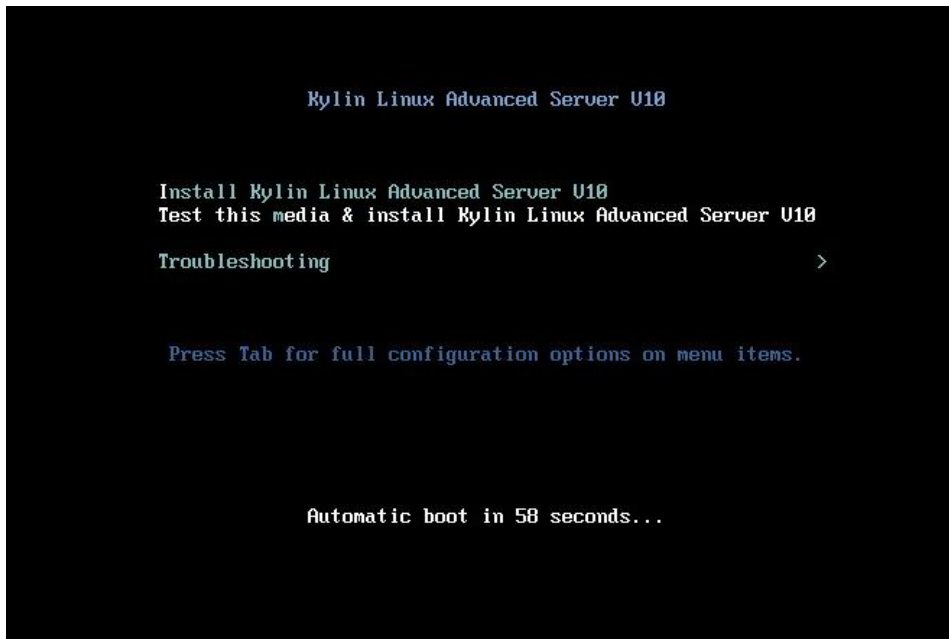 Kylin Linux Advanced Server V10
Install Kylin Linux Advanced Server V10
Test this media & install Kylin Linux Advanced Server V10
Troubleshooting >
Press Tab for full configuration options on menu items.
Automatic boot in 58 seconds...